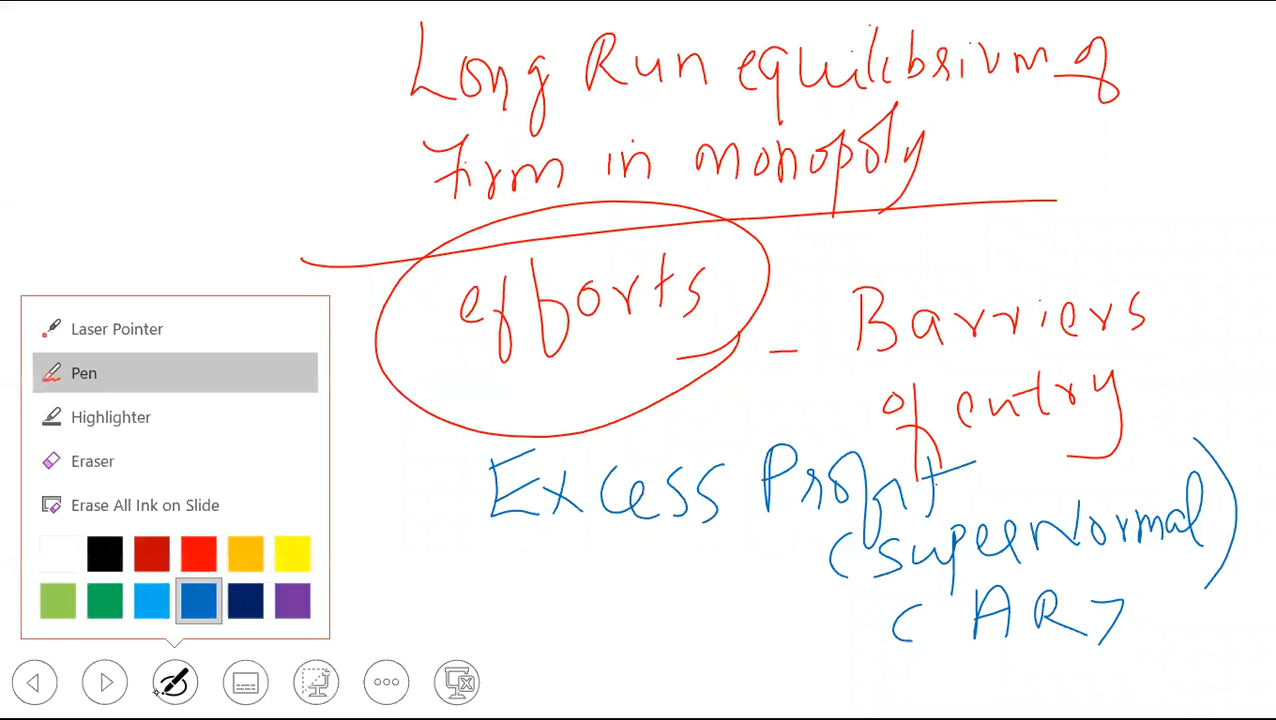 Long Run equilibrium of
Firm in monopoly
efforts - Barriers
of entry
Excess Profit
(SuperNormal)
( AR >
Laser Pointer
Pen
Highlighter
Eraser
Erase All Ink on Slide